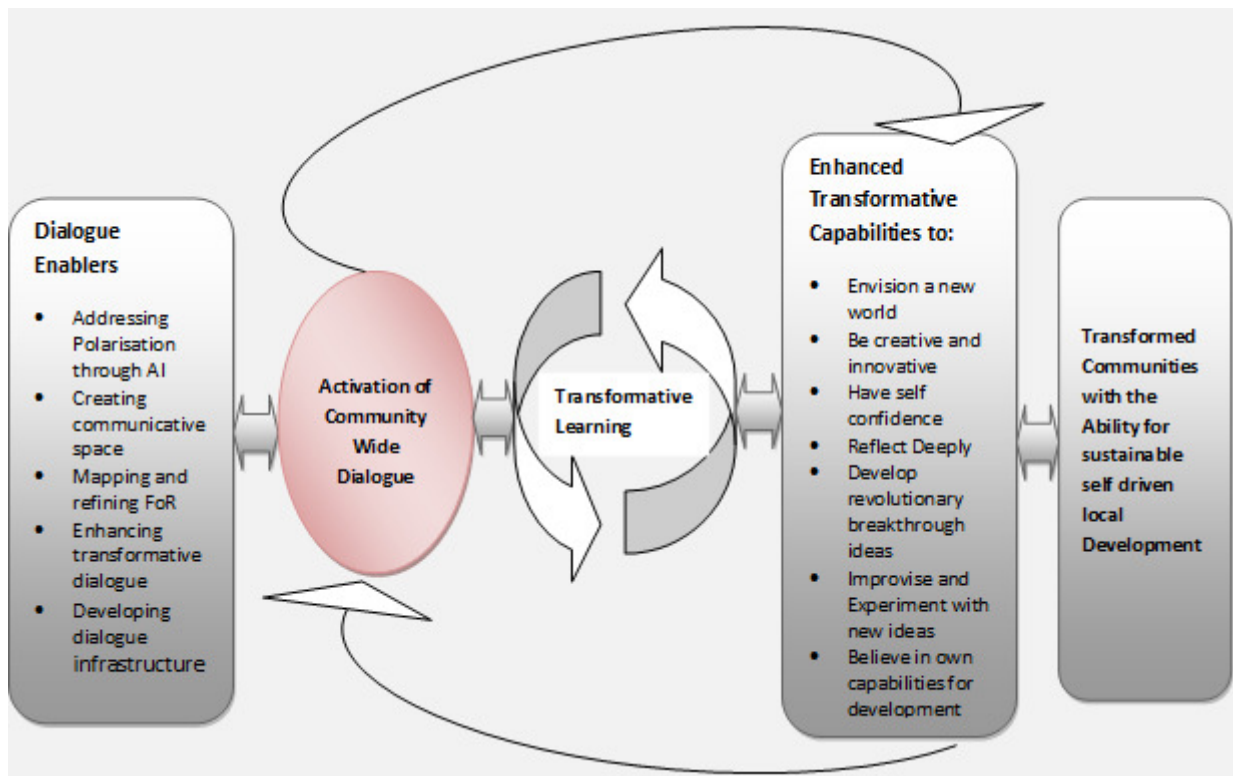 Dialogue
Enablers
• Addressing
Polarisation
through AI
• Creating
communicative
space
• Mapping and
refining FoR
• Enhancing
transformative
dialogue
• Developing
dialogue
infrastructure
Activation of
Community
Wide
Dialogue
Transformative
Learning
Enhanced
Transformative
Capabilities to:
• Envision a new
world
• Be creative and
innovative
• Have self
confidence
• Reflect Deeply
• Develop
revolutionary
breakthrough
ideas
• Improvise and
Experiment with
new ideas
• Believe in own
capabilities for
development
Transformed
Communities
with the
Ability for
sustainable
self driven
local
Development